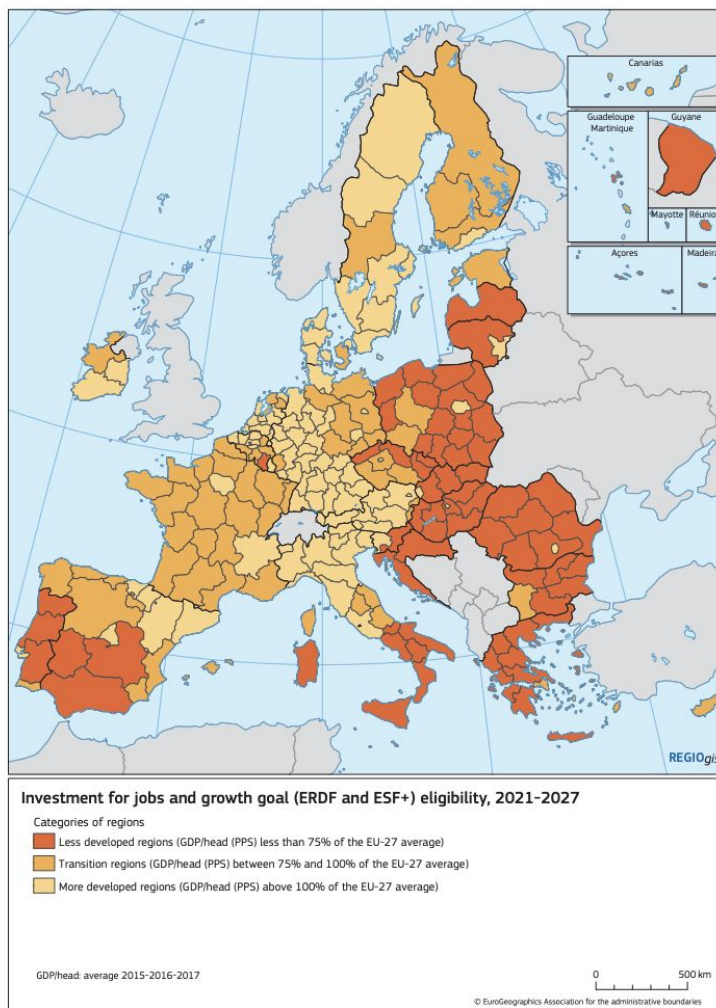 Canarias
Guadeloupe
Martinique
Guyane
Mayotte
Réunion
Açores
Madeira
REGIOgis
Investment for jobs and growth goal (ERDF and ESF+) eligibility, 2021-2027
Categories of regions
Less developed regions (GDP/head (PPS) less than 75% of the EU-27 average)
Transition regions (GDP/head (PPS) between 75% and 100% of the EU-27 average)
More developed regions (GDP/head (PPS) above 100% of the EU-27 average)
GDP/head: average 2015-2016-2017
0 500 km
© EuroGeographics Association for the administrative boundaries